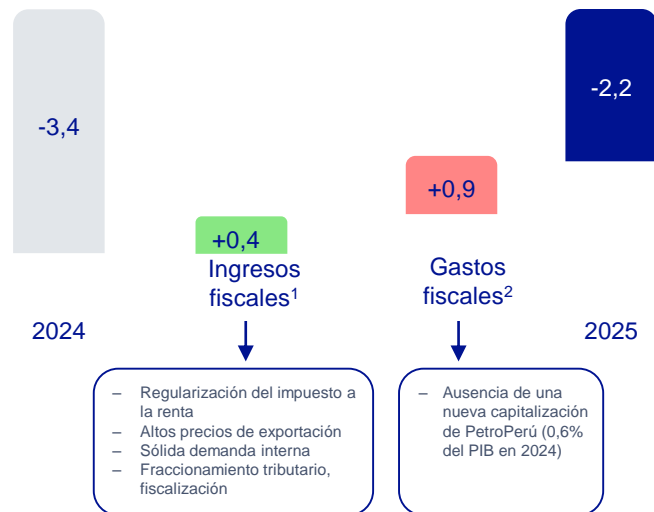 -3,4
+0,4
Ingresos
fiscales1
+0,9
Gastos
fiscales2
-2,2
2024
2025
– Regularización del impuesto a
la renta
– Altos precios de exportación
– Sólida demanda interna
– Fraccionamiento tributario,
fiscalización
– Ausencia de una
nueva capitalización
de PetroPerú (0,6%
del PIB en 2024)